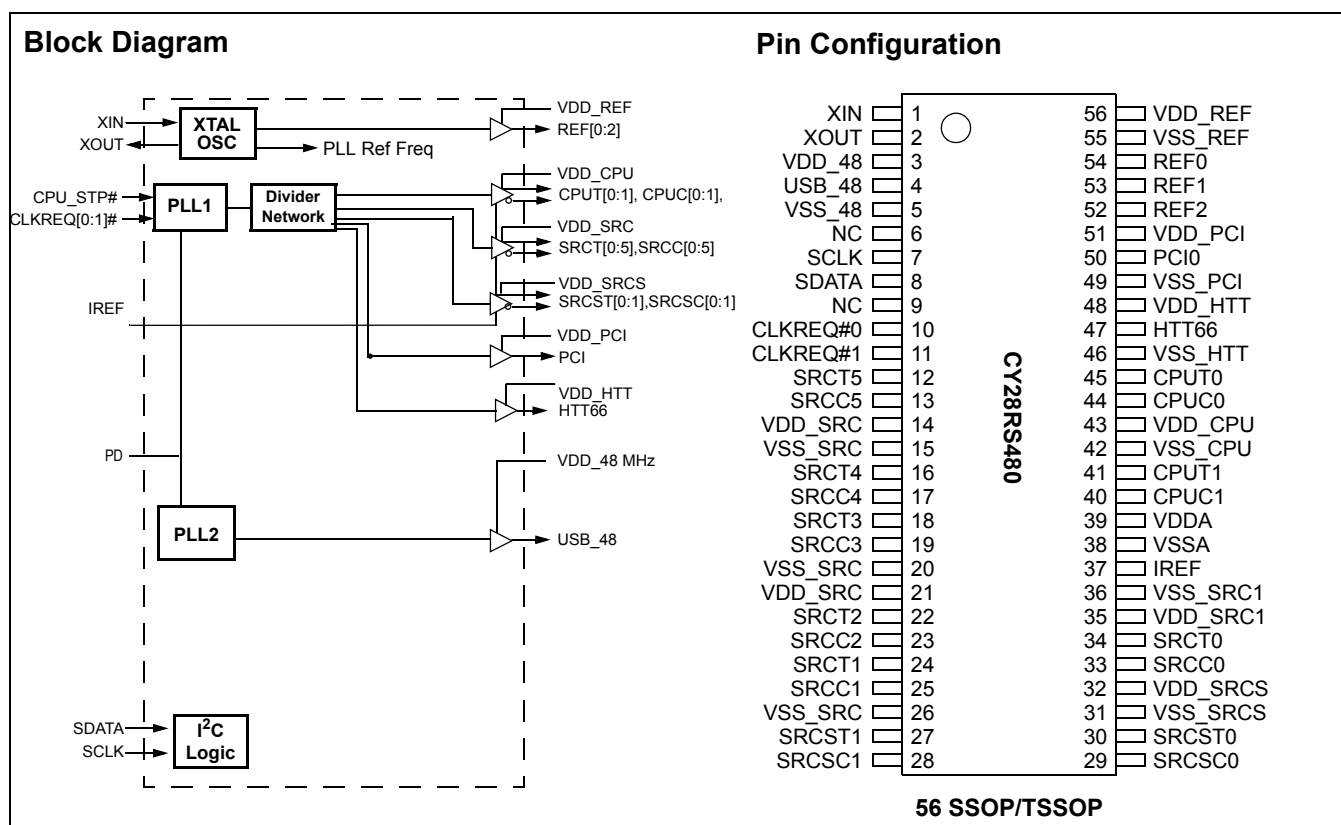 Block Diagram
XIN
XOUT
XTAL
OSC
PLL Ref Freq
VDD_REF
REF[0:2]
CPU_STP#
CLKREQ[0:1]#
PLL1
Divider
Network
VDD_CPU
CPUT[0:1], CPUC[0:1],
VDD_SRC
SRCT[0:5],SRCC[0:5]
VDD_SRCS
SRCST[0:1],SRCSC[0:1]
IREF
VDD_PCI
PCI
VDD_HTT
HTT66
PD
VDD_48 MHz
PLL2
USB_48
SDATA
SCLK
I2C
Logic
Pin Configuration
XIN 1 56 VDD_REF
XOUT 2 55 VSS_REF
VDD_48 3 54 REF0
USB_48 4 53 REF1
VSS_48 5 52 REF2
NC 6 51 VDD_PCI
SCLK 7 50 PCI0
SDATA 8 49 VSS_PCI
NC 9 48 VDD_HTT
CLKREQ#0 10 47 HTT66
CLKREQ#1 11 46 VSS_HTT
SRCT5 12 45 CPUT0
SRCC5 13 44 CPUC0
VDD_SRC 14 43 VDD_CPU
VSS_SRC 15 42 VSS_CPU
SRCT4 16 41 CPUT1
SRCC4 17 40 CPUC1
SRCT3 18 39 VDDA
SRCC3 19 38 VSSA
VSS_SRC 20 37 IREF
VDD_SRC 21 36 VSS_SRC1
SRCT2 22 35 VDD_SRC1
SRCC2 23 34 SRCT0
SRCT1 24 33 SRCC0
SRCC1 25 32 VDD_SRCS
VSS_SRC 26 31 VSS_SRCS
SRCST1 27 30 SRCST0
SRCSC1 28 29 SRCSC0
CY28RS480
56 SSOP/TSSOP